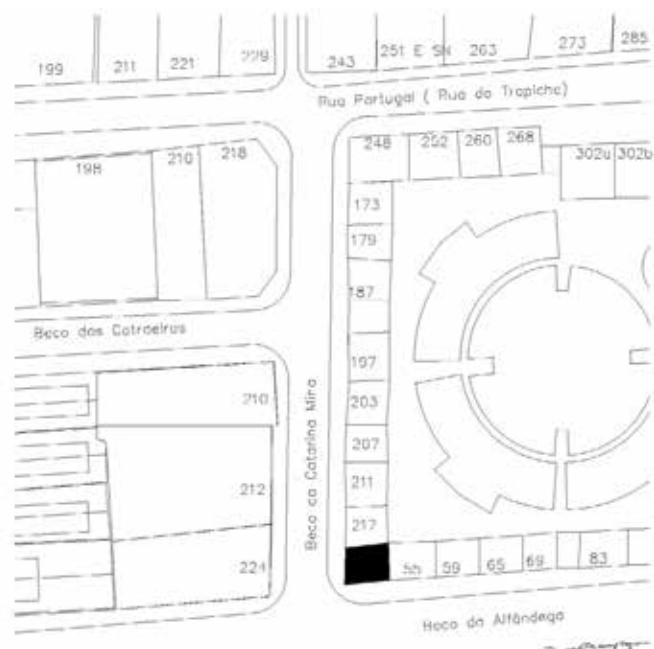 199 211 221 229 243 251 E SN 263 273 285
Rua Portugal ( Rua do Trapiche)
248 252 260 268 302a 302b
198 210 218
173
179
187
Beco dos Catraeiros
197
203
207
211
217
Beco da Catarina Mina
210
212
224
55 59 65 69 83
Beco da Alfândega